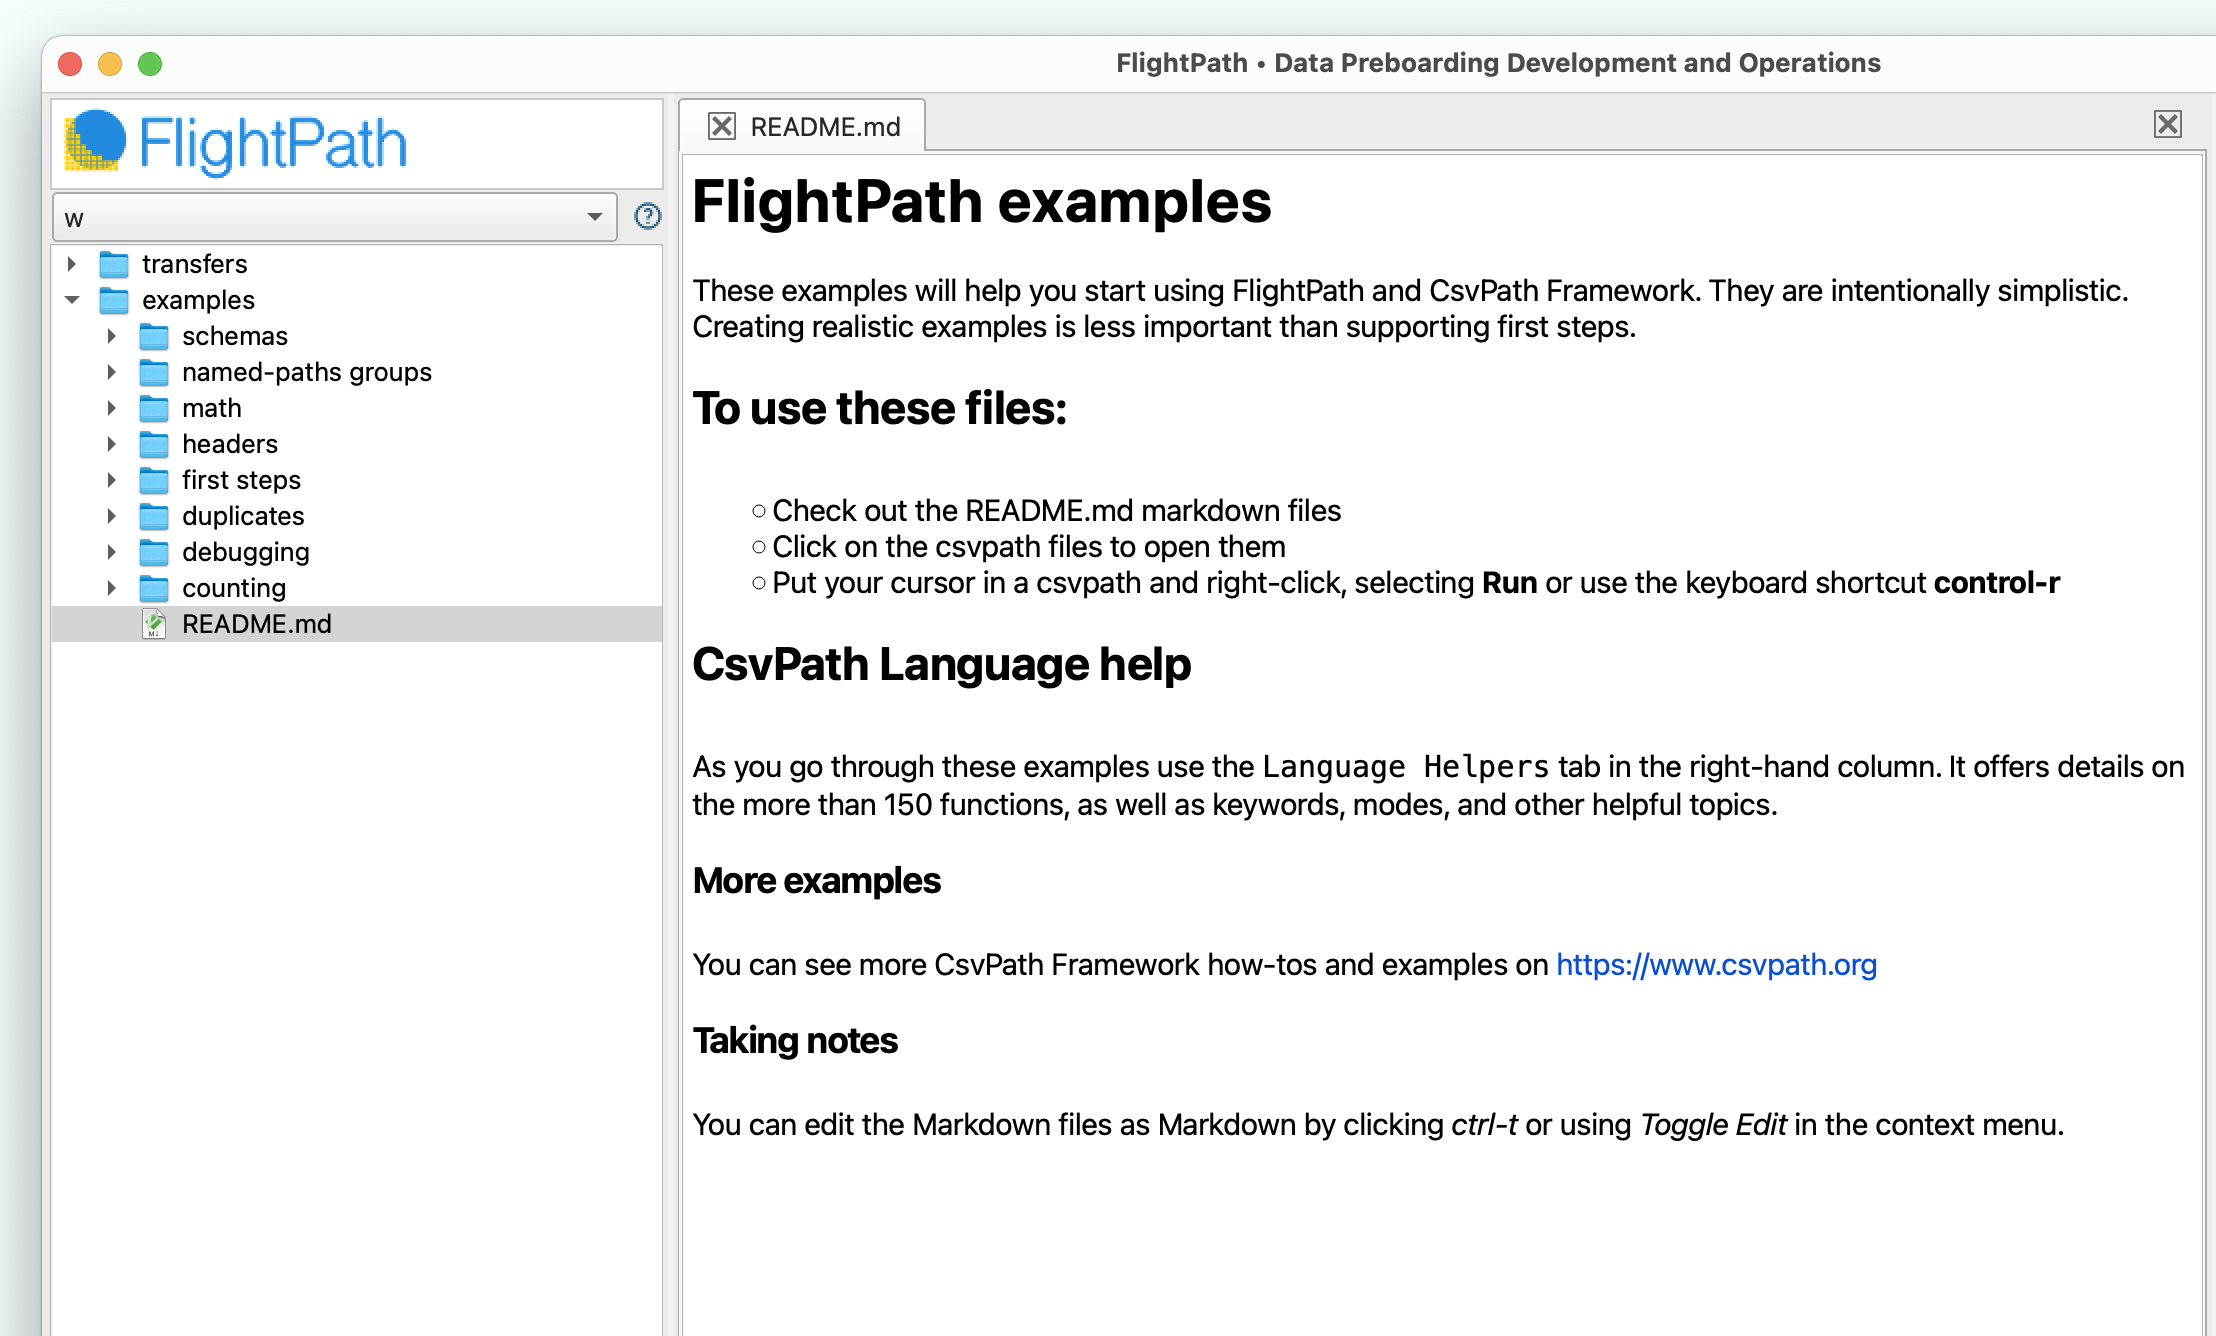 FlightPath • Data Preboarding Development and Operations
FlightPath
w
?
transfers
examples
schemas
named-paths groups
math
headers
first steps
duplicates
debugging
counting
README.md
README.md
FlightPath examples
These examples will help you start using FlightPath and CsvPath Framework. They are intentionally simplistic.
Creating realistic examples is less important than supporting first steps.
To use these files:
Check out the README.md markdown files
Click on the csvpath files to open them
Put your cursor in a csvpath and right-click, selecting Run or use the keyboard shortcut control-r
CsvPath Language help
As you go through these examples use the Language Helpers tab in the right-hand column. It offers details on
the more than 150 functions, as well as keywords, modes, and other helpful topics.
More examples
You can see more CsvPath Framework how-tos and examples on https://www.csvpath.org
Taking notes
You can edit the Markdown files as Markdown by clicking ctrl-t or using Toggle Edit in the context menu.